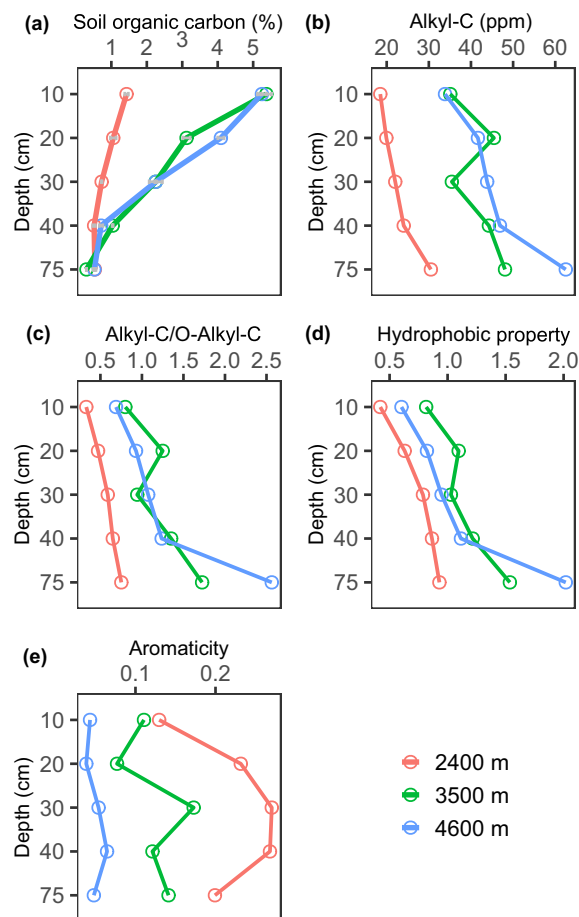 (a) Soil organic carbon (%)
1 2 3 4 5
Depth (cm)
10
20
30
40
75
(b) Alkyl-C (ppm)
20 30 40 50 60
Depth (cm)
10
20
30
40
75
(c) Alkyl-C/O-Alkyl-C
0.5 1.0 1.5 2.0 2.5
Depth (cm)
10
20
30
40
75
(d) Hydrophobic property
0.5 1.0 1.5 2.0
Depth (cm)
10
20
30
40
75
(e) Aromaticity
0.1 0.2
Depth (cm)
10
20
30
40
75
2400 m
3500 m
4600 m